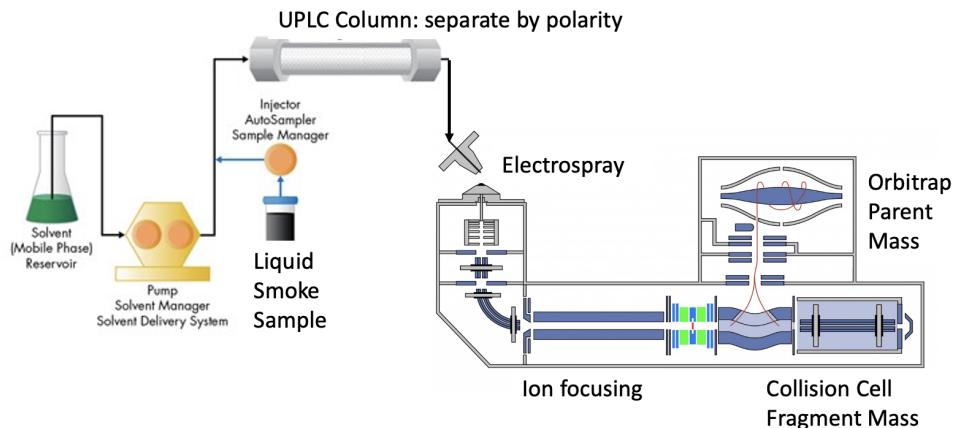 UPLC Column: separate by polarity
Injector
AutoSampler
Sample Manager
Solvent
(Mobile Phase)
Reservoir
Pump
Solvent Manager
Solvent Delivery System
Liquid
Smoke
Sample
Electrospray
Orbitrap
Parent
Mass
Ion focusing
Collision Cell
Fragment Mass